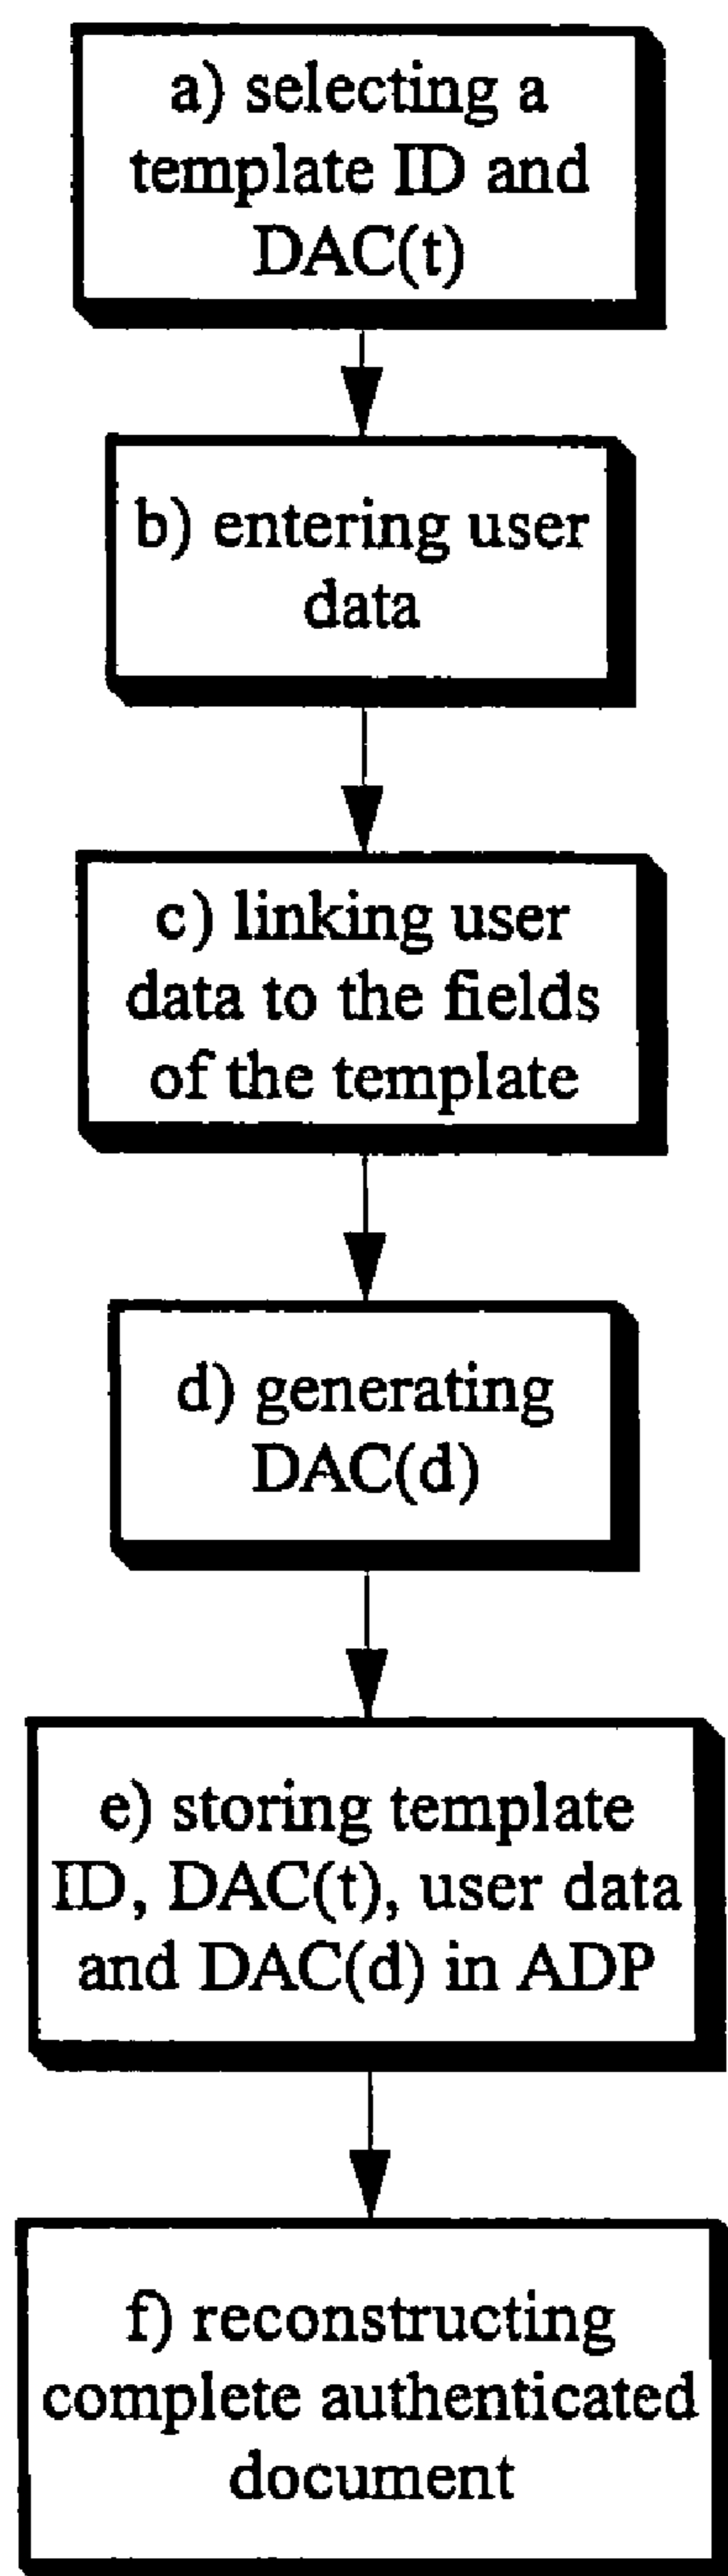 a) selecting a
template ID and
DAC(t)
b) entering user
data
c) linking user
data to the fields
of the template
d) generating
DAC(d)
e) storing template
ID, DAC(t), user data
and DAC(d) in ADP
f) reconstructing
complete authenticated
document